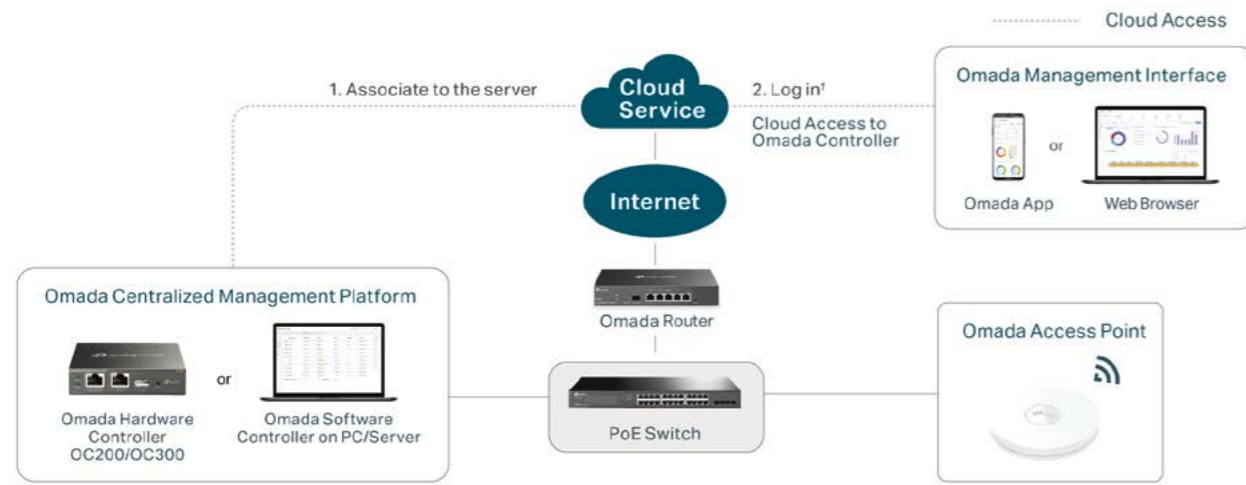 Cloud Access
Omada Management Interface
or
Omada App
Web Browser
1. Associate to the server
Cloud
Service
2. Log in†
Cloud Access to
Omada Controller
Internet
Omada Router
Omada Centralized Management Platform
or
Omada Hardware
Controller
OC200/OC300
Omada Software
Controller on PC/Server
PoE Switch
Omada Access Point